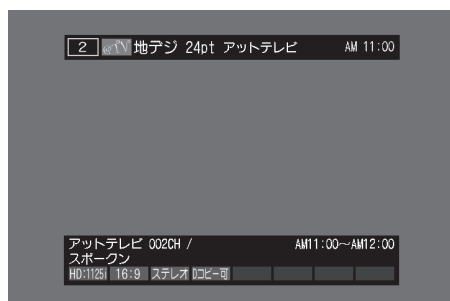 2 @TV 地デジ 24pt アットテレビ AM 11:00
アットテレビ 002CH / AM11:00～AM12:00
スポークン
HD:1125i 16:9 ステレオ Dコピー可